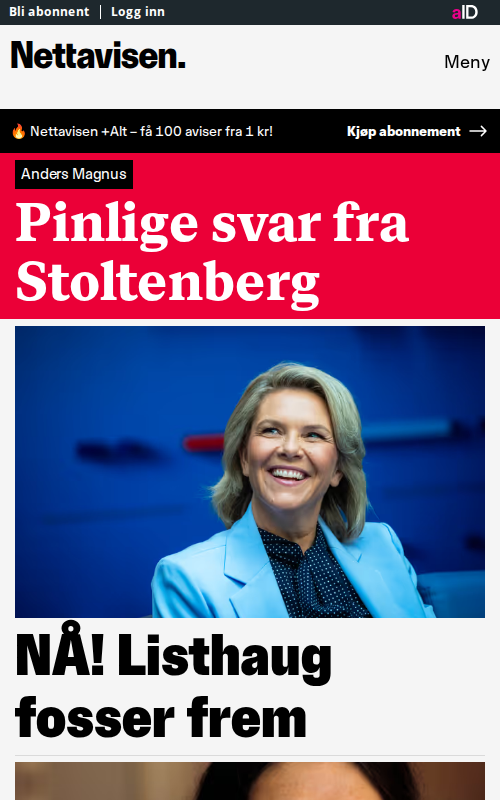 Bli abonnent | Logg inn
aID
Nettavisen.
Meny
🔥 Nettavisen +Alt – få 100 aviser fra 1 kr!
Kjøp abonnement →
Anders Magnus
Pinlige svar fra
Stoltenberg
NÅ! Listhaug
fosser frem